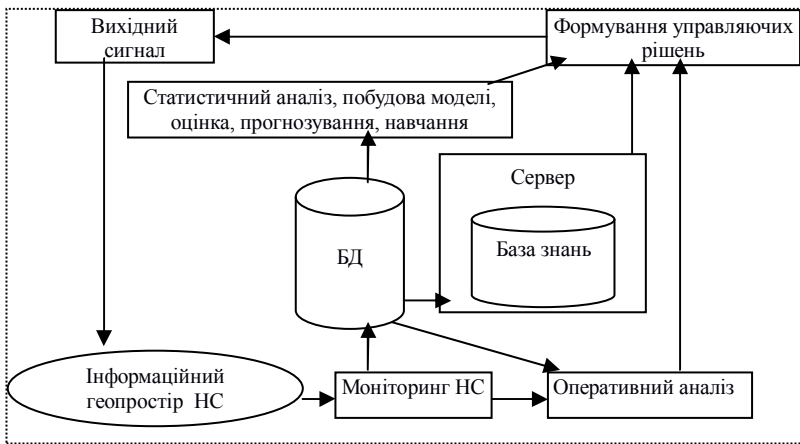 Вихідний
сигнал
Формування управляючих
рішень
Статистичний аналіз, побудова моделі,
оцінка, прогнозування, навчання
Сервер
БД
База знань
Інформаційний
геопростір НС
Моніторинг НС
Оперативний аналіз